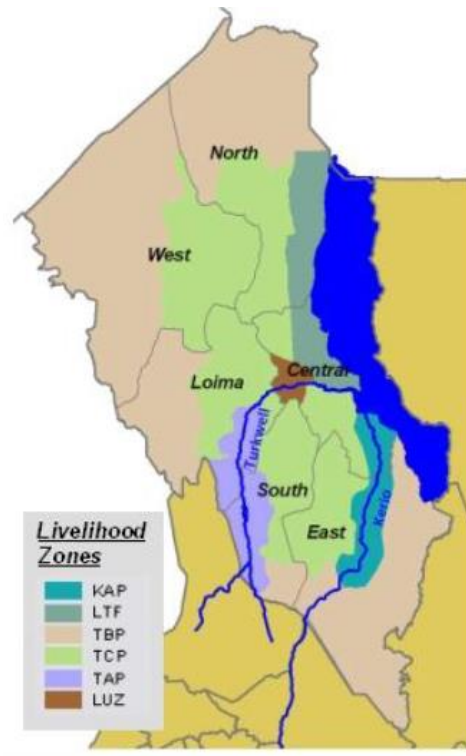 North
West
Central
Loima
Turkwell
South
East
Kerio
Livelihood
Zones
KAP
LTF
TBP
TCP
TAP
LUZ